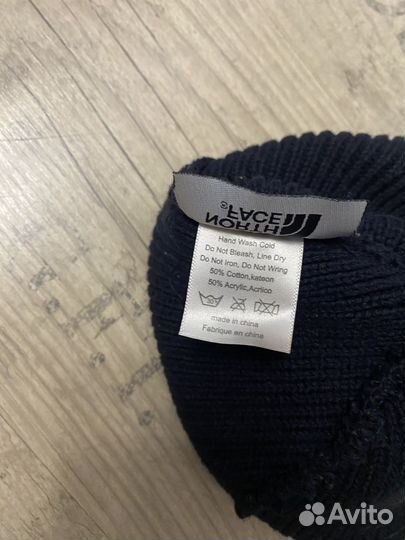 NORTH
FACE®
Hand Wash Cold
Do Not Bleash, Line Dry
Do Not Iron, Do Not Wring
50% Cotton,kateon
50% Acrylic,Acriico
made in china
Fabrique en china
Avito